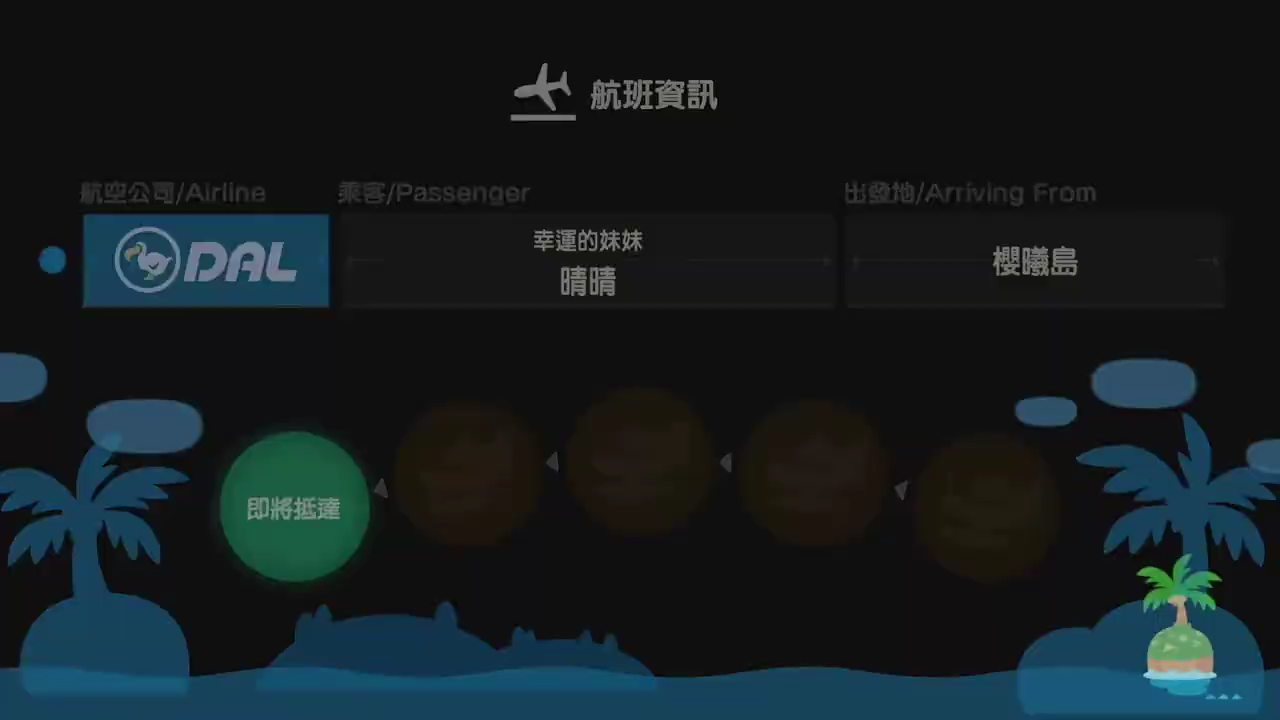 航班資訊
航空公司/Airline
乘客/Passenger
出發地/Arriving From
DAL
幸運的妹妹
晴晴
櫻曦島
即將抵達